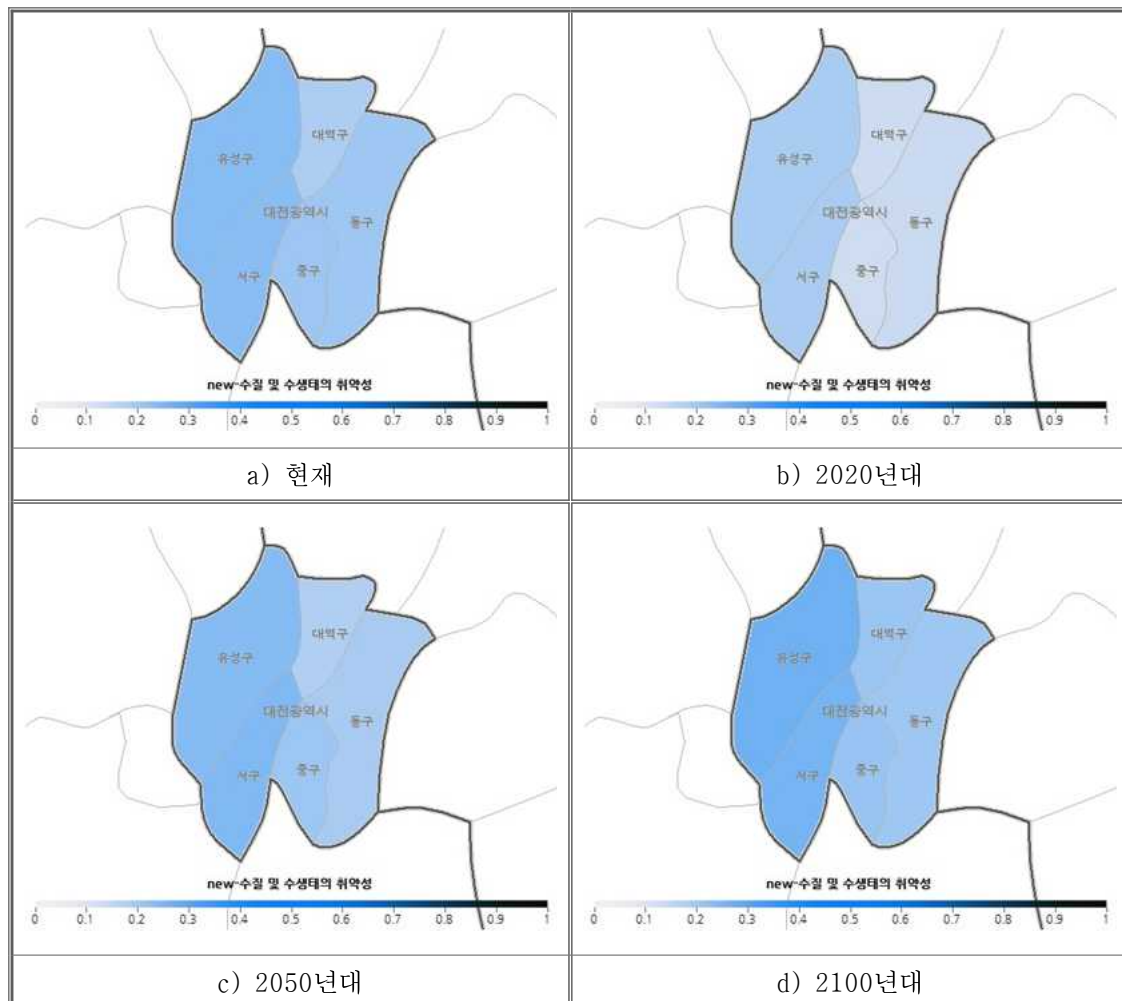 대덕구
유성구
대전광역시
동구
서구
중구
new-수질 및 수생태의 취약성
0 0.1 0.2 0.3 0.4 0.5 0.6 0.7 0.8 0.9 1
a) 현재
대덕구
유성구
대전광역시
동구
서구
중구
new-수질 및 수생태의 취약성
0 0.1 0.2 0.3 0.4 0.5 0.6 0.7 0.8 0.9 1
b) 2020년대
대덕구
유성구
대전광역시
동구
서구
중구
new-수질 및 수생태의 취약성
0 0.1 0.2 0.3 0.4 0.5 0.6 0.7 0.8 0.9 1
c) 2050년대
대덕구
유성구
대전광역시
동구
서구
중구
new-수질 및 수생태의 취약성
0 0.1 0.2 0.3 0.4 0.5 0.6 0.7 0.8 0.9 1
d) 2100년대